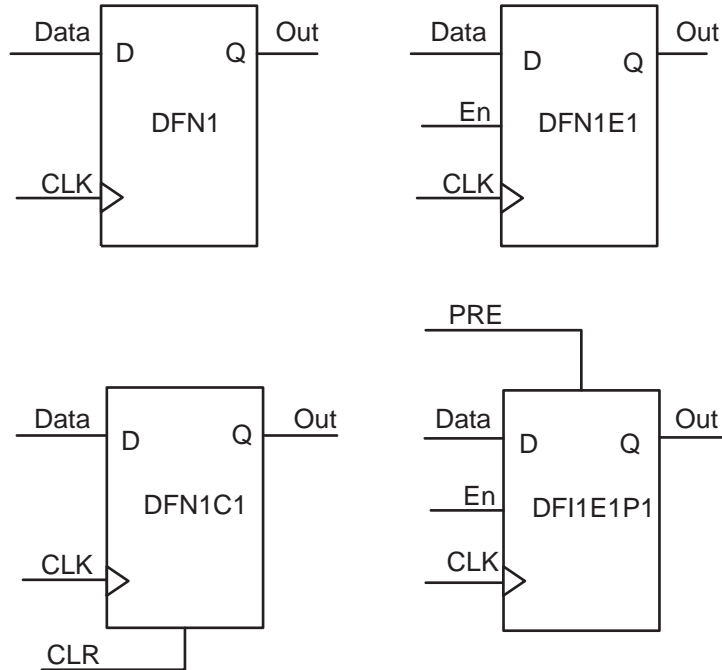 Data
D
Q
Out
DFN1
CLK
Data
D
Q
Out
En
DFN1E1
CLK
Data
D
Q
Out
DFN1C1
CLK
CLR
PRE
Data
D
Q
Out
En
DFI1E1P1
CLK